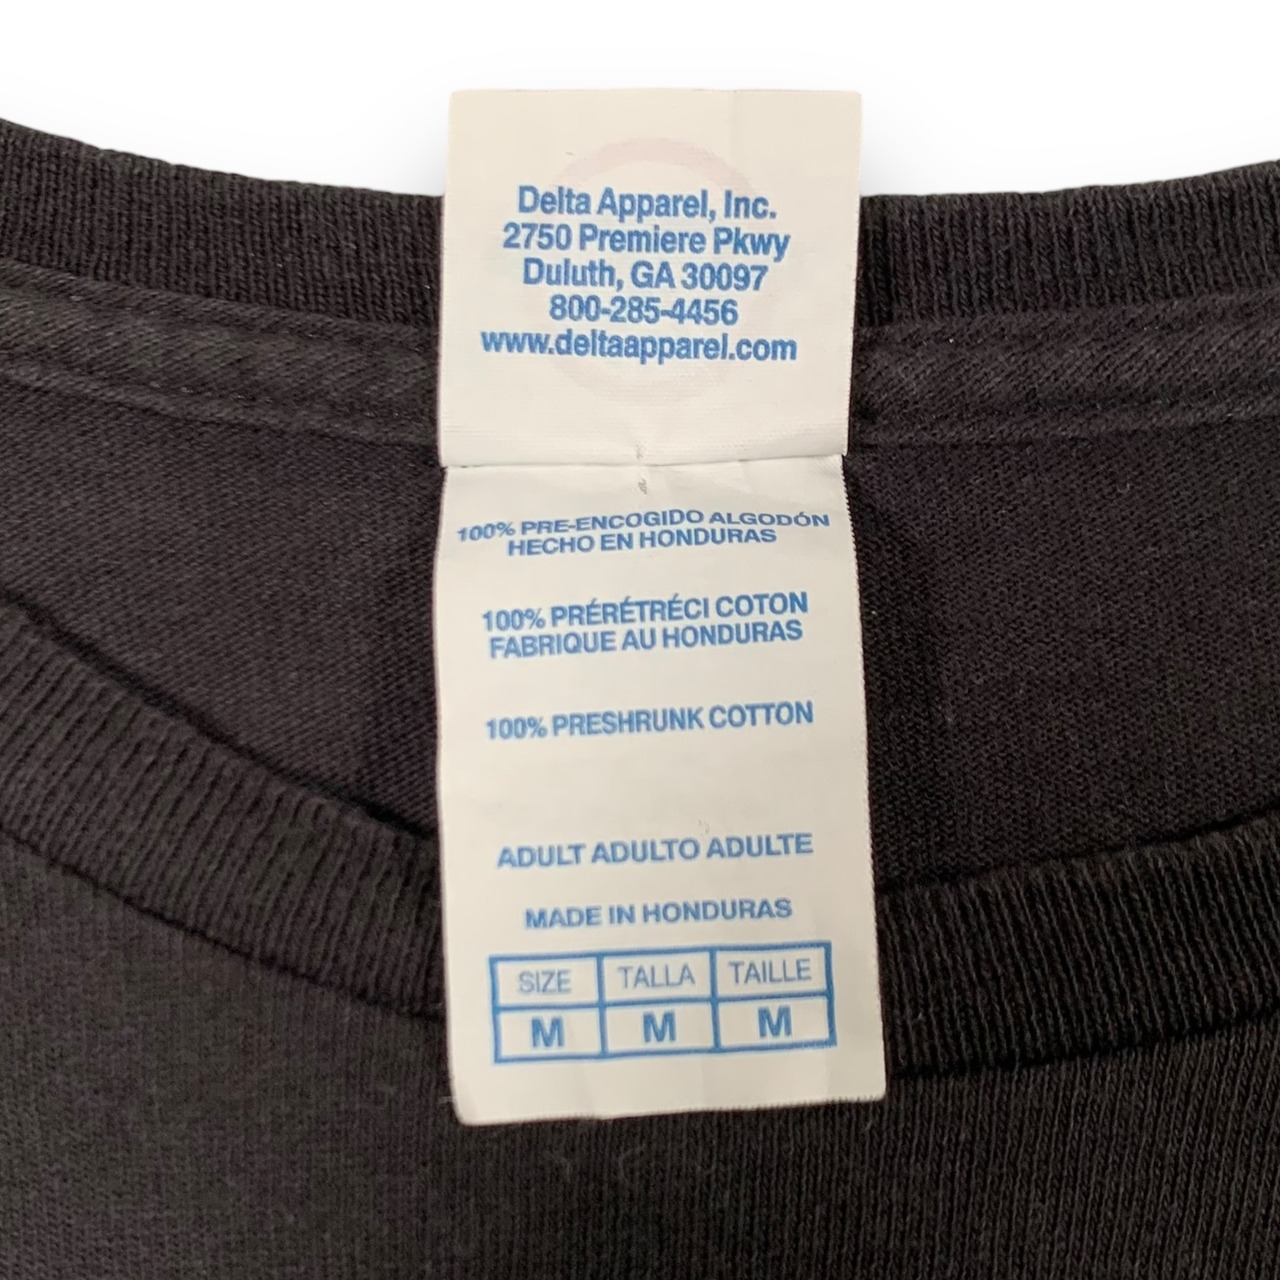 Delta Apparel, Inc.
2750 Premiere Pkwy
Duluth, GA 30097
800-285-4456
www.deltaapparel.com
100% PRE-ENCOGIDO ALGODÓN
HECHO EN HONDURAS
100% PRÉRÉTRÉCI COTON
FABRIQUE AU HONDURAS
100% PRESHRUNK COTTON
ADULT ADULTO ADULTE
MADE IN HONDURAS
SIZE TALLA TAILLE
M M M